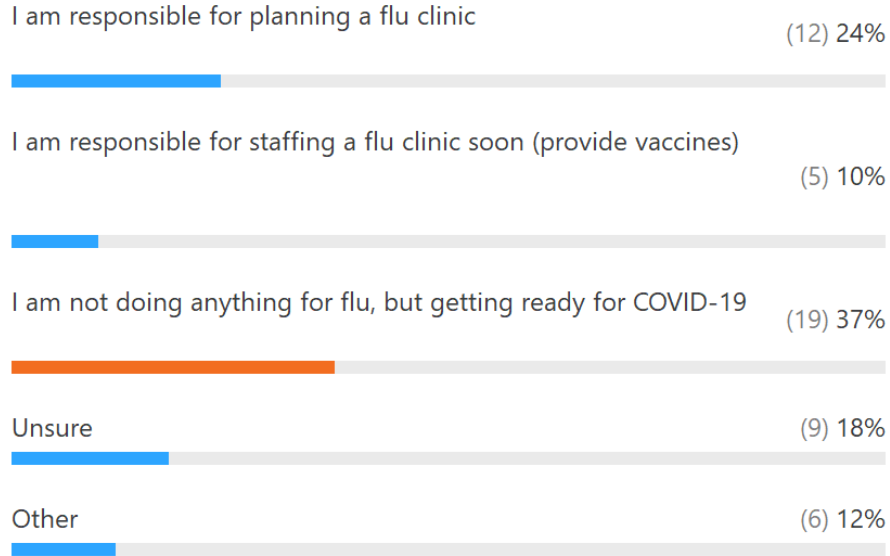 I am responsible for planning a flu clinic
(12) 24%
I am responsible for staffing a flu clinic soon (provide vaccines)
(5) 10%
I am not doing anything for flu, but getting ready for COVID-19
(19) 37%
Unsure (9) 18%
Other (6) 12%